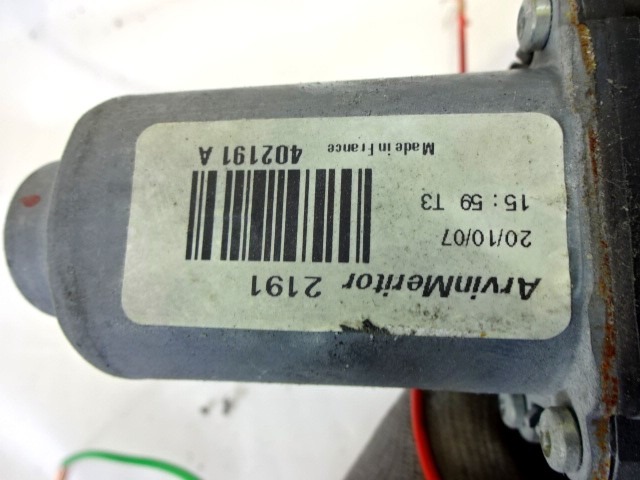 ArvinMeritor 2191
20/10/07
15:59 T3
402191 A Made in France